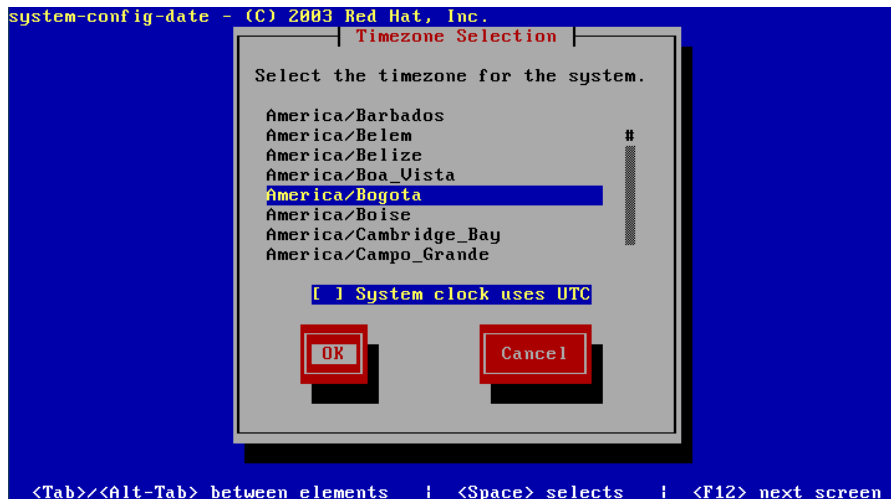 system-config-date - (C) 2003 Red Hat, Inc.
Timezone Selection
Select the timezone for the system.
America/Barbados
America/Belem #
America/Belize
America/Boa_Vista
America/Bogota
America/Boise
America/Cambridge_Bay
America/Campo_Grande
[ ] System clock uses UTC
OK Cancel
<Tab>/<Alt-Tab> between elements | <Space> selects | <F12> next screen